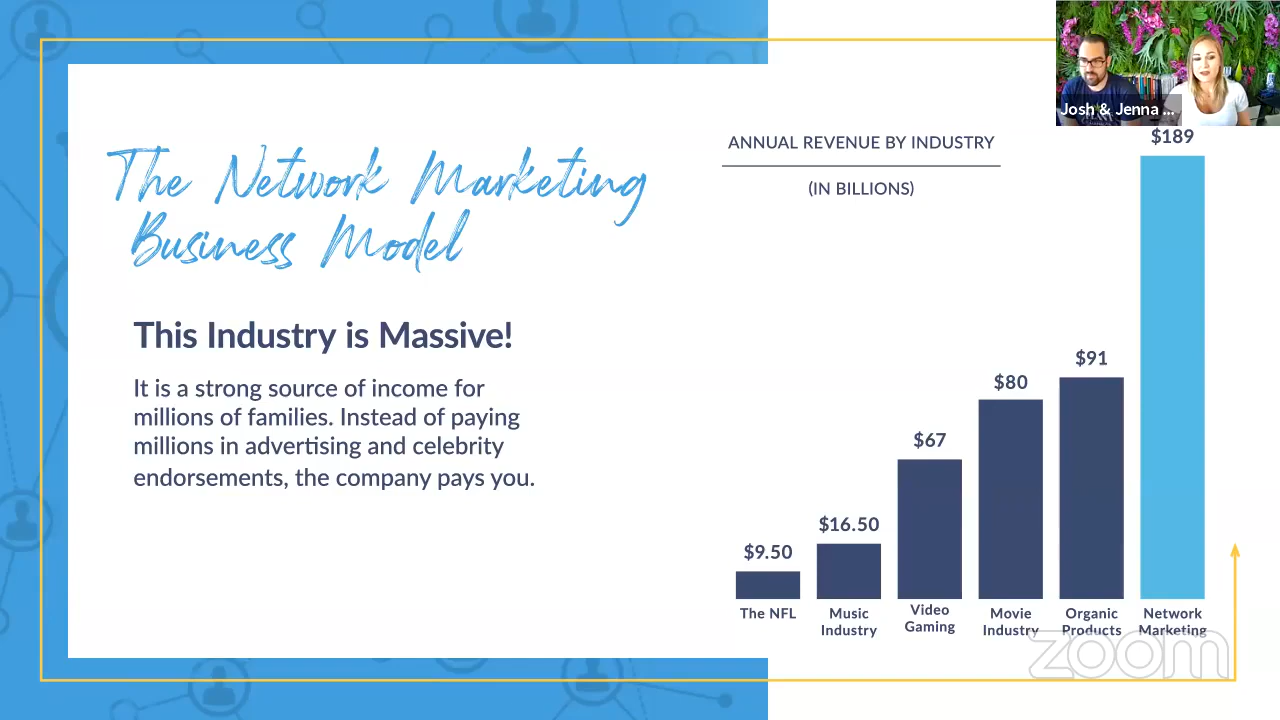 Josh & Jenna ...
The Network Marketing
Business Model
This Industry is Massive!
It is a strong source of income for
millions of families. Instead of paying
millions in advertising and celebrity
endorsements, the company pays you.
ANNUAL REVENUE BY INDUSTRY
(IN BILLIONS)
$9.50
$16.50
$67
$80
$91
$189
The NFL
Music
Industry
Video
Gaming
Movie
Industry
Organic
Products
Network
Marketing
zoom